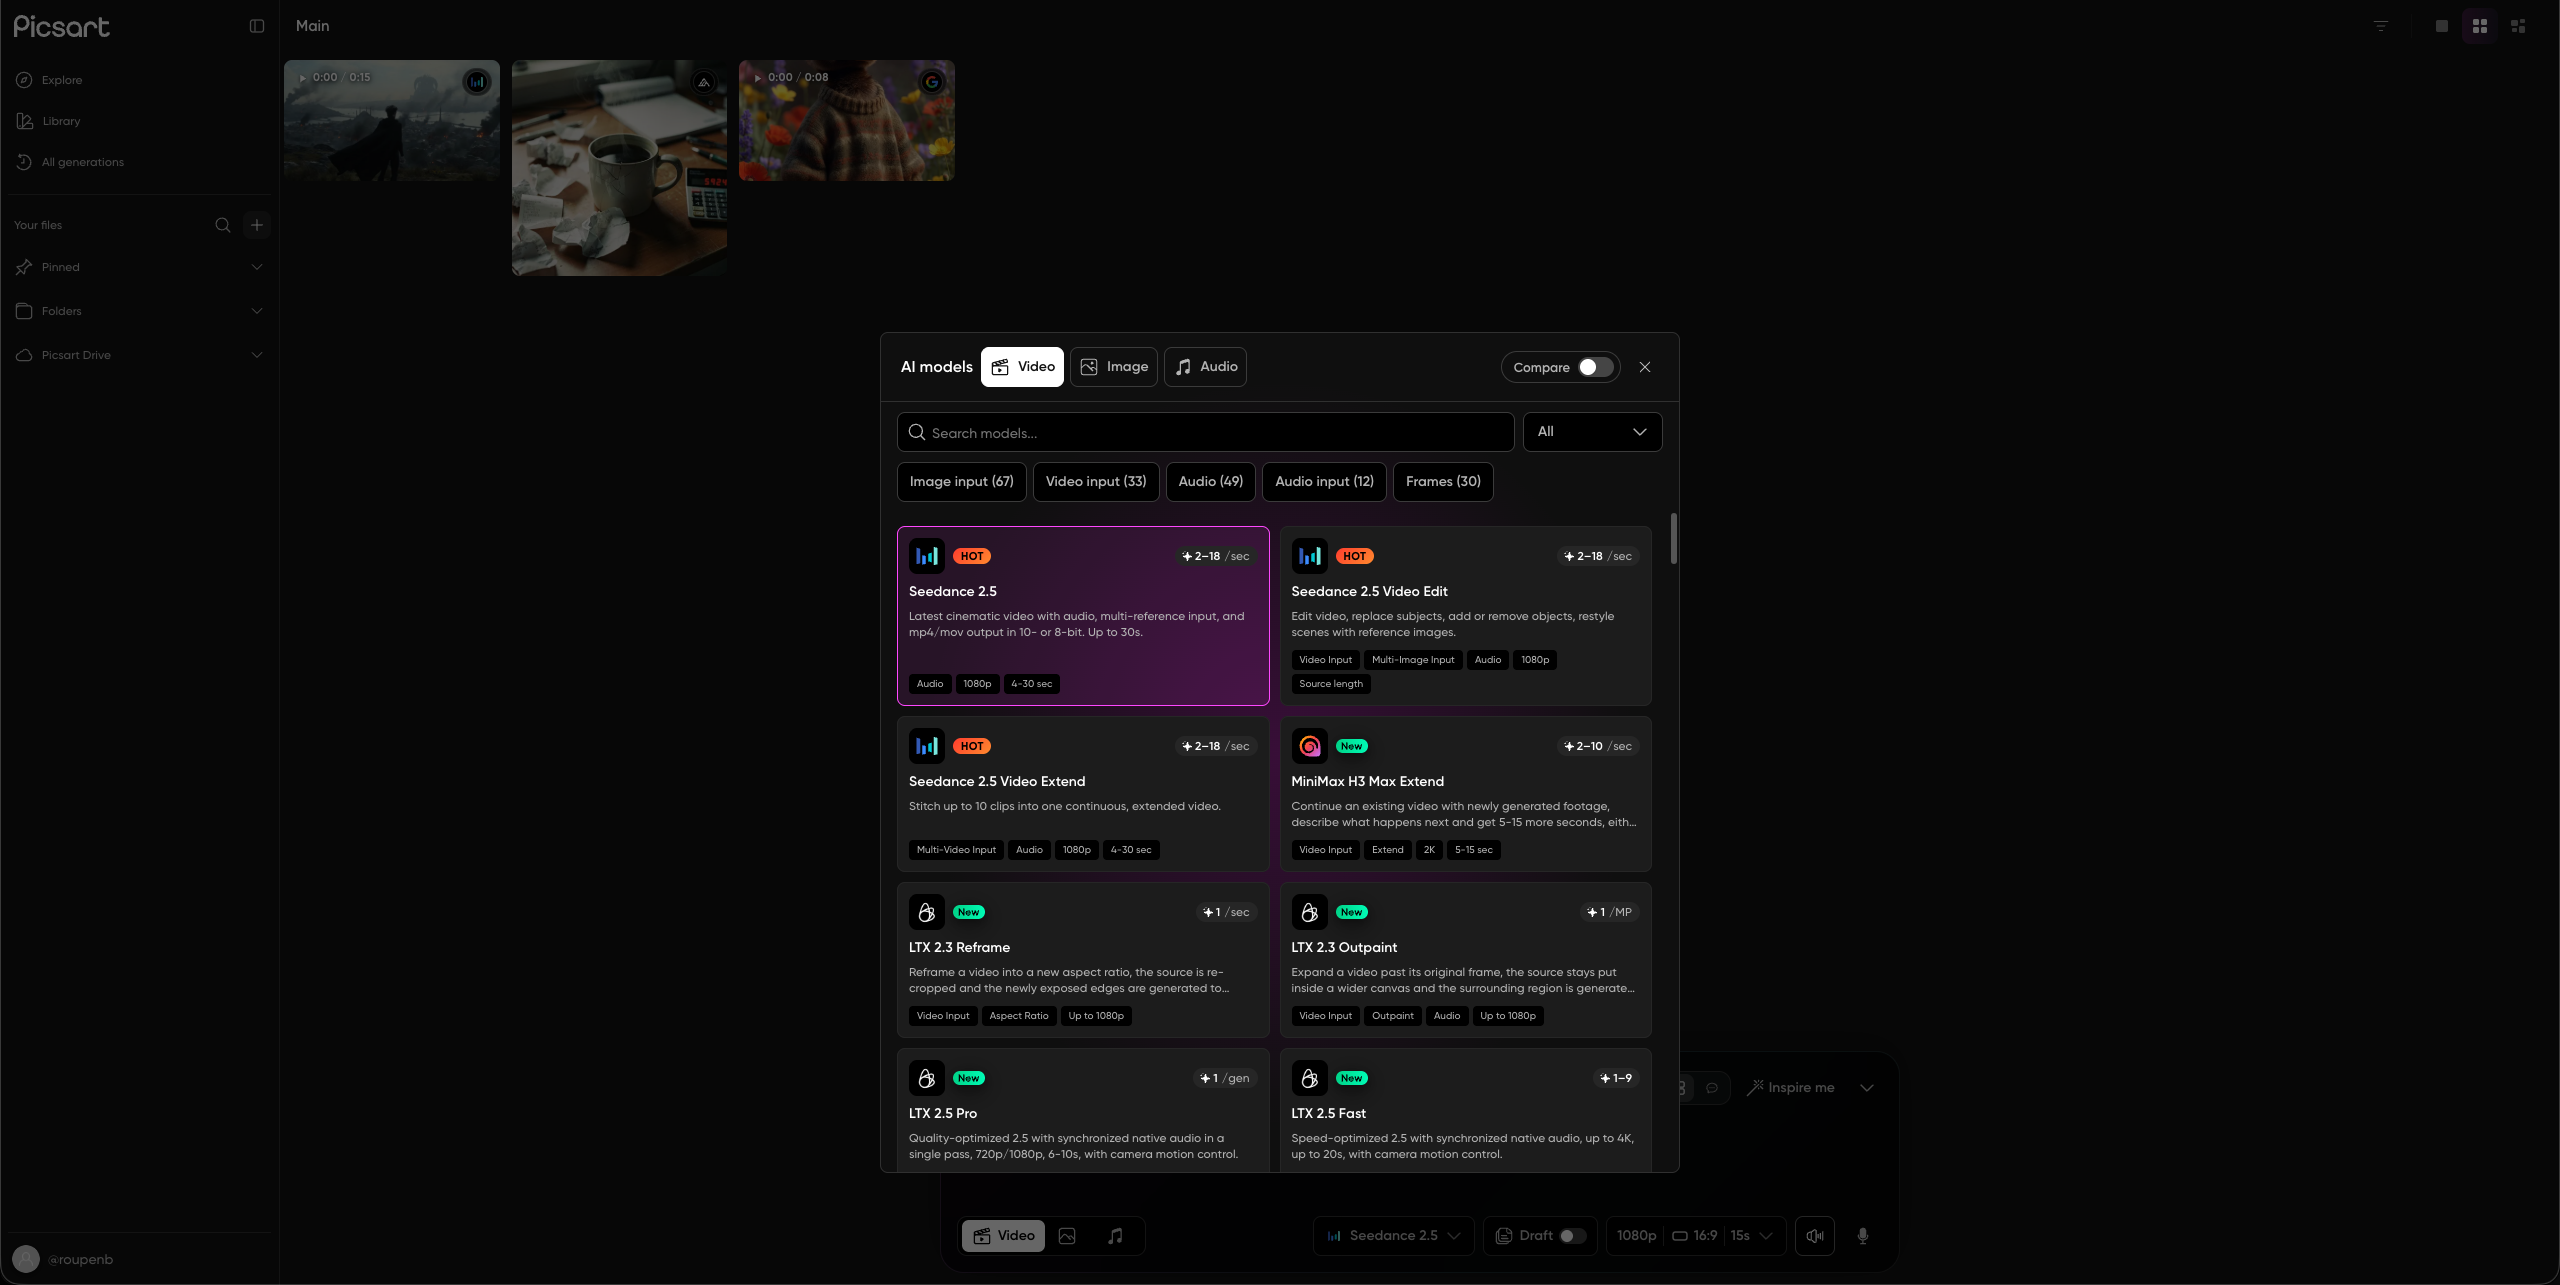 Picsart
Main
Explore
Library
All generations
Your files
Pinned
Folders
Picsart Drive
@roupenb
0:00 / 0:15
0:00 / 0:08
AI models
Video
Image
Audio
Compare
Search models...
All
Image input (67)
Video input (33)
Audio (49)
Audio input (12)
Frames (30)
HOT
2–18 /sec
Seedance 2.5
Latest cinematic video with audio, multi-reference input, and
mp4/mov output in 10- or 8-bit. Up to 30s.
Audio
1080p
4-30 sec
HOT
2–18 /sec
Seedance 2.5 Video Edit
Edit video, replace subjects, add or remove objects, restyle
scenes with reference images.
Video Input
Multi-Image Input
Audio
1080p
Source length
HOT
2–18 /sec
Seedance 2.5 Video Extend
Stitch up to 10 clips into one continuous, extended video.
Multi-Video Input
Audio
1080p
4-30 sec
New
2–10 /sec
MiniMax H3 Max Extend
Continue an existing video with newly generated footage,
describe what happens next and get 5-15 more seconds, eith...
Video Input
Extend
2K
5-15 sec
New
1 /sec
LTX 2.3 Reframe
Reframe a video into a new aspect ratio, the source is re-
cropped and the newly exposed edges are generated to...
Video Input
Aspect Ratio
Up to 1080p
New
1 /MP
LTX 2.3 Outpaint
Expand a video past its original frame, the source stays put
inside a wider canvas and the surrounding region is generate...
Video Input
Outpaint
Audio
Up to 1080p
New
1 /gen
LTX 2.5 Pro
Quality-optimized 2.5 with synchronized native audio in a
single pass, 720p/1080p, 6-10s, with camera motion control.
New
1–9
LTX 2.5 Fast
Speed-optimized 2.5 with synchronized native audio, up to 4K,
up to 20s, with camera motion control.
Inspire me
Video
Seedance 2.5
Draft
1080p
16:9
15s